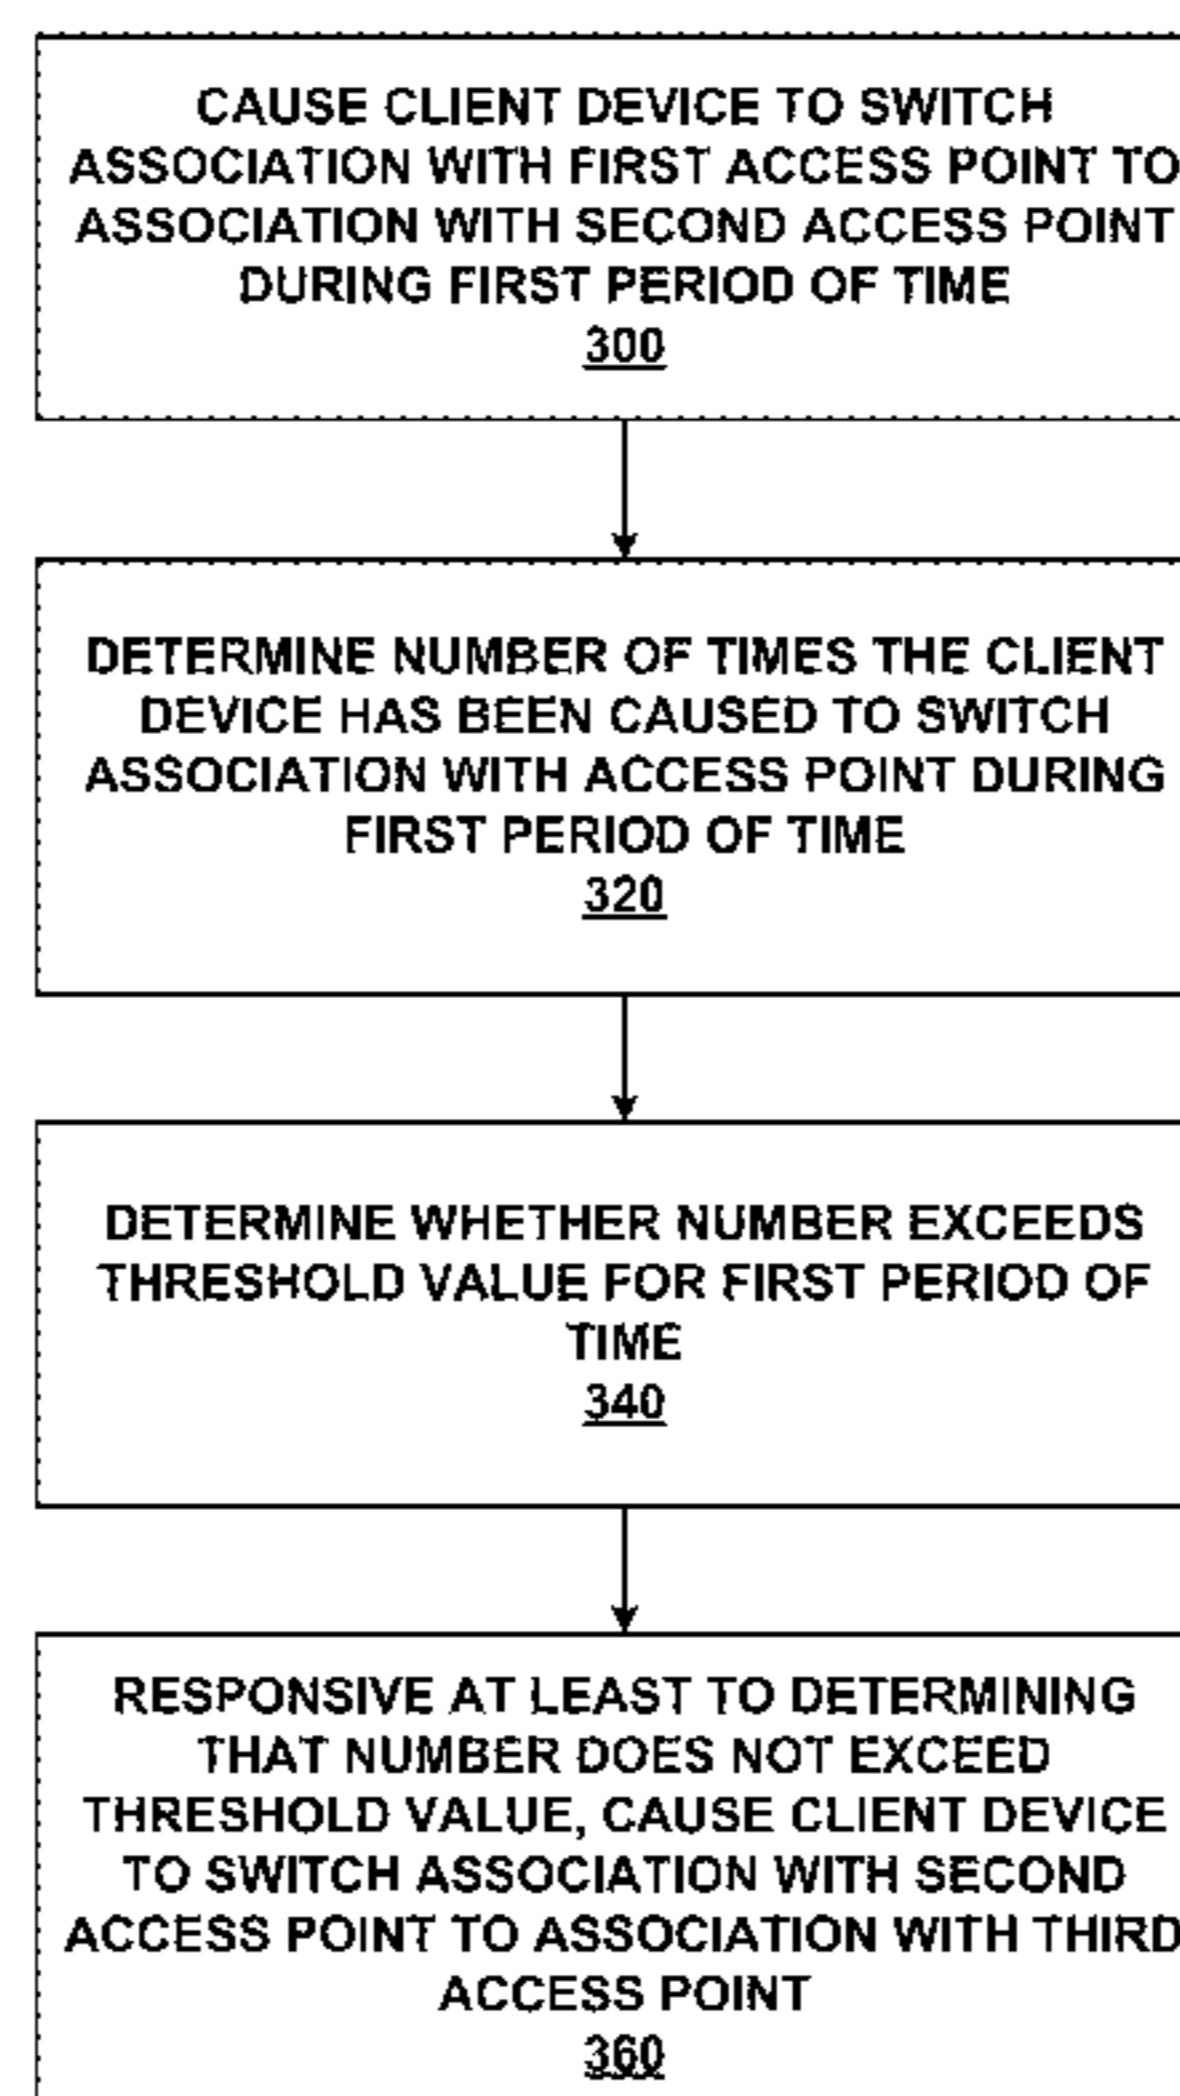 CAUSE CLIENT DEVICE TO SWITCH
ASSOCIATION WITH FIRST ACCESS POINT TO
ASSOCIATION WITH SECOND ACCESS POINT
DURING FIRST PERIOD OF TIME
300
DETERMINE NUMBER OF TIMES THE CLIENT
DEVICE HAS BEEN CAUSED TO SWITCH
ASSOCIATION WITH ACCESS POINT DURING
FIRST PERIOD OF TIME
320
DETERMINE WHETHER NUMBER EXCEEDS
THRESHOLD VALUE FOR FIRST PERIOD OF
TIME
340
RESPONSIVE AT LEAST TO DETERMINING
THAT NUMBER DOES NOT EXCEED
THRESHOLD VALUE, CAUSE CLIENT DEVICE
TO SWITCH ASSOCIATION WITH SECOND
ACCESS POINT TO ASSOCIATION WITH THIRD
ACCESS POINT
360